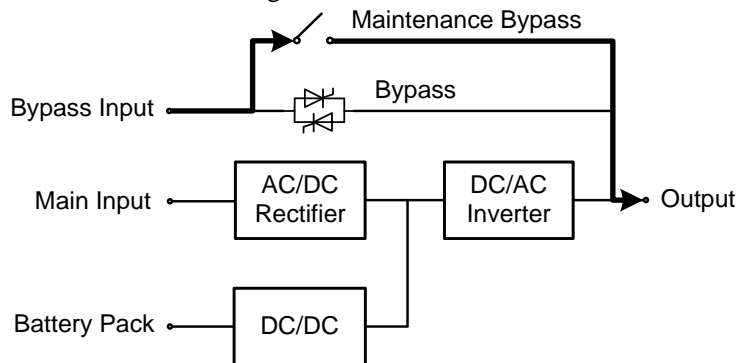 Maintenance Bypass
Bypass
Bypass Input
AC/DC
Rectifier
DC/AC
Inverter
Main Input
Output
Battery Pack
DC/DC